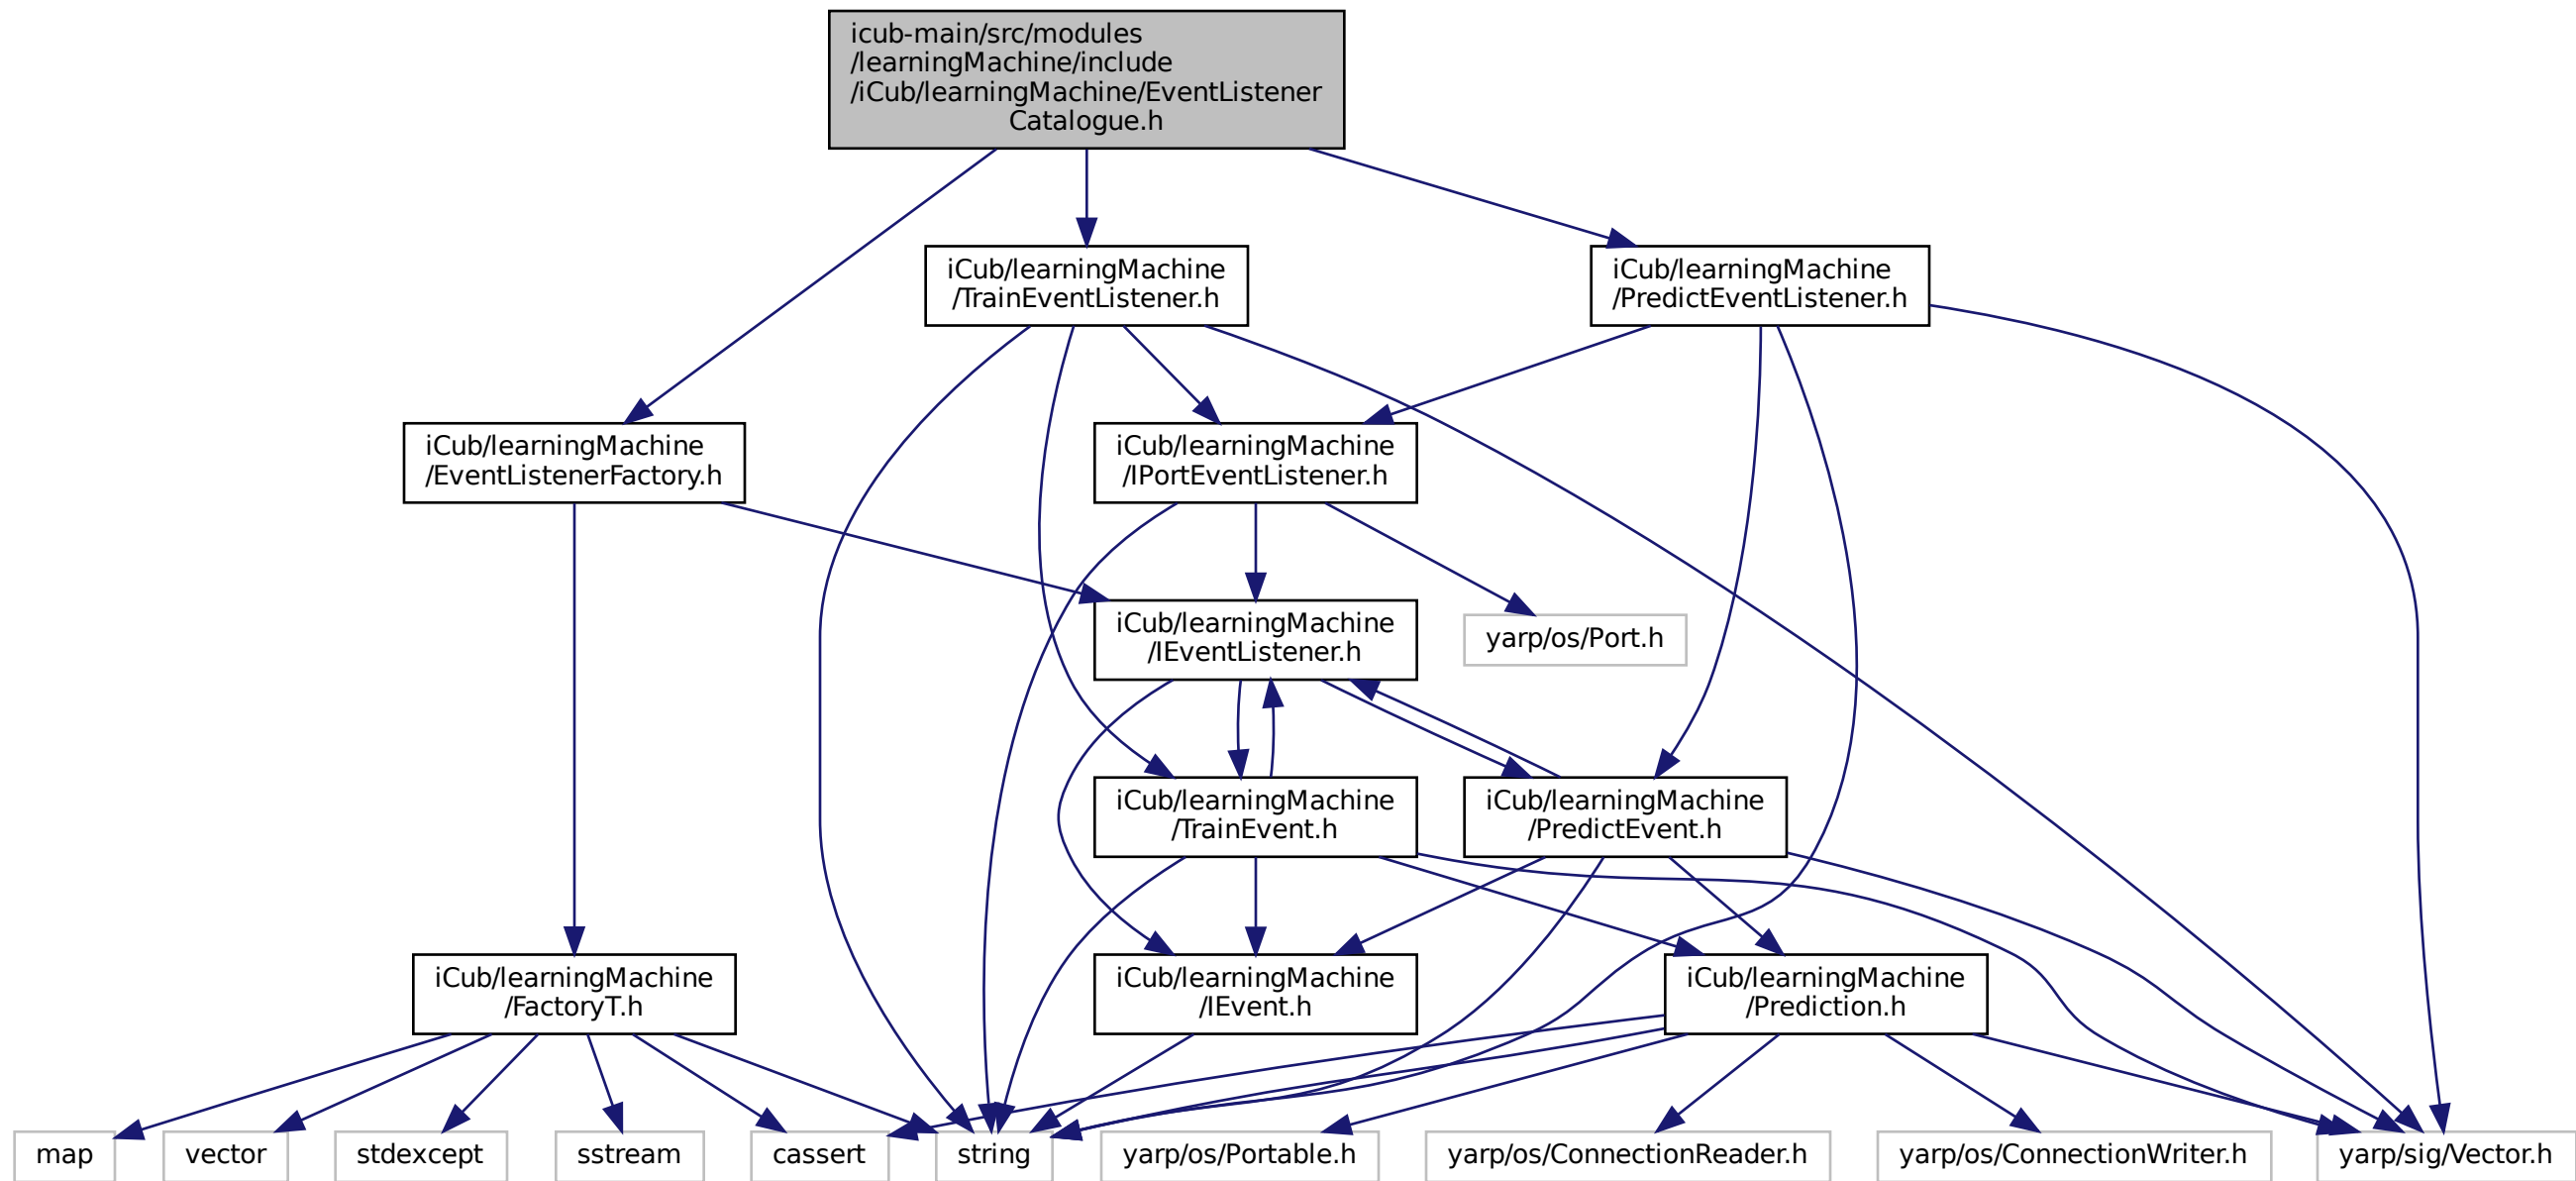 icub-main/src/modules
/learningMachine/include
/iCub/learningMachine/EventListener
Catalogue.h
iCub/learningMachine
/TrainEventListener.h
iCub/learningMachine
/PredictEventListener.h
iCub/learningMachine
/EventListenerFactory.h
iCub/learningMachine
/IPortEventListener.h
iCub/learningMachine
/IEventListener.h
yarp/os/Port.h
iCub/learningMachine
/TrainEvent.h
iCub/learningMachine
/PredictEvent.h
iCub/learningMachine
/FactoryT.h
iCub/learningMachine
/IEvent.h
iCub/learningMachine
/Prediction.h
map
vector
stdexcept
sstream
cassert
string
yarp/os/Portable.h
yarp/os/ConnectionReader.h
yarp/os/ConnectionWriter.h
yarp/sig/Vector.h